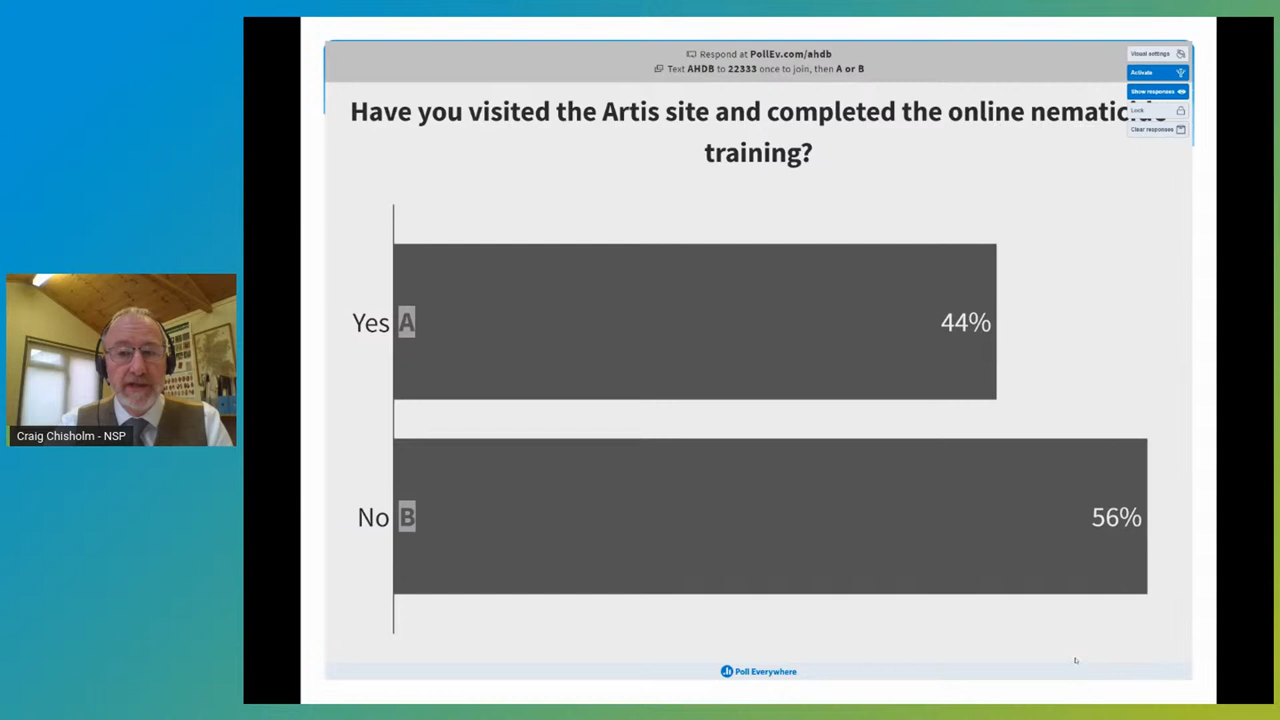 Respond at PollEv.com/ahdb
Text AHDB to 22333 once to join, then A or B
Visual settings
Activate
Show responses
Lock
Clear responses
Have you visited the Artis site and completed the online
training?
Yes A
44%
No B
56%
Craig Chisholm - NSP
Poll Everywhere